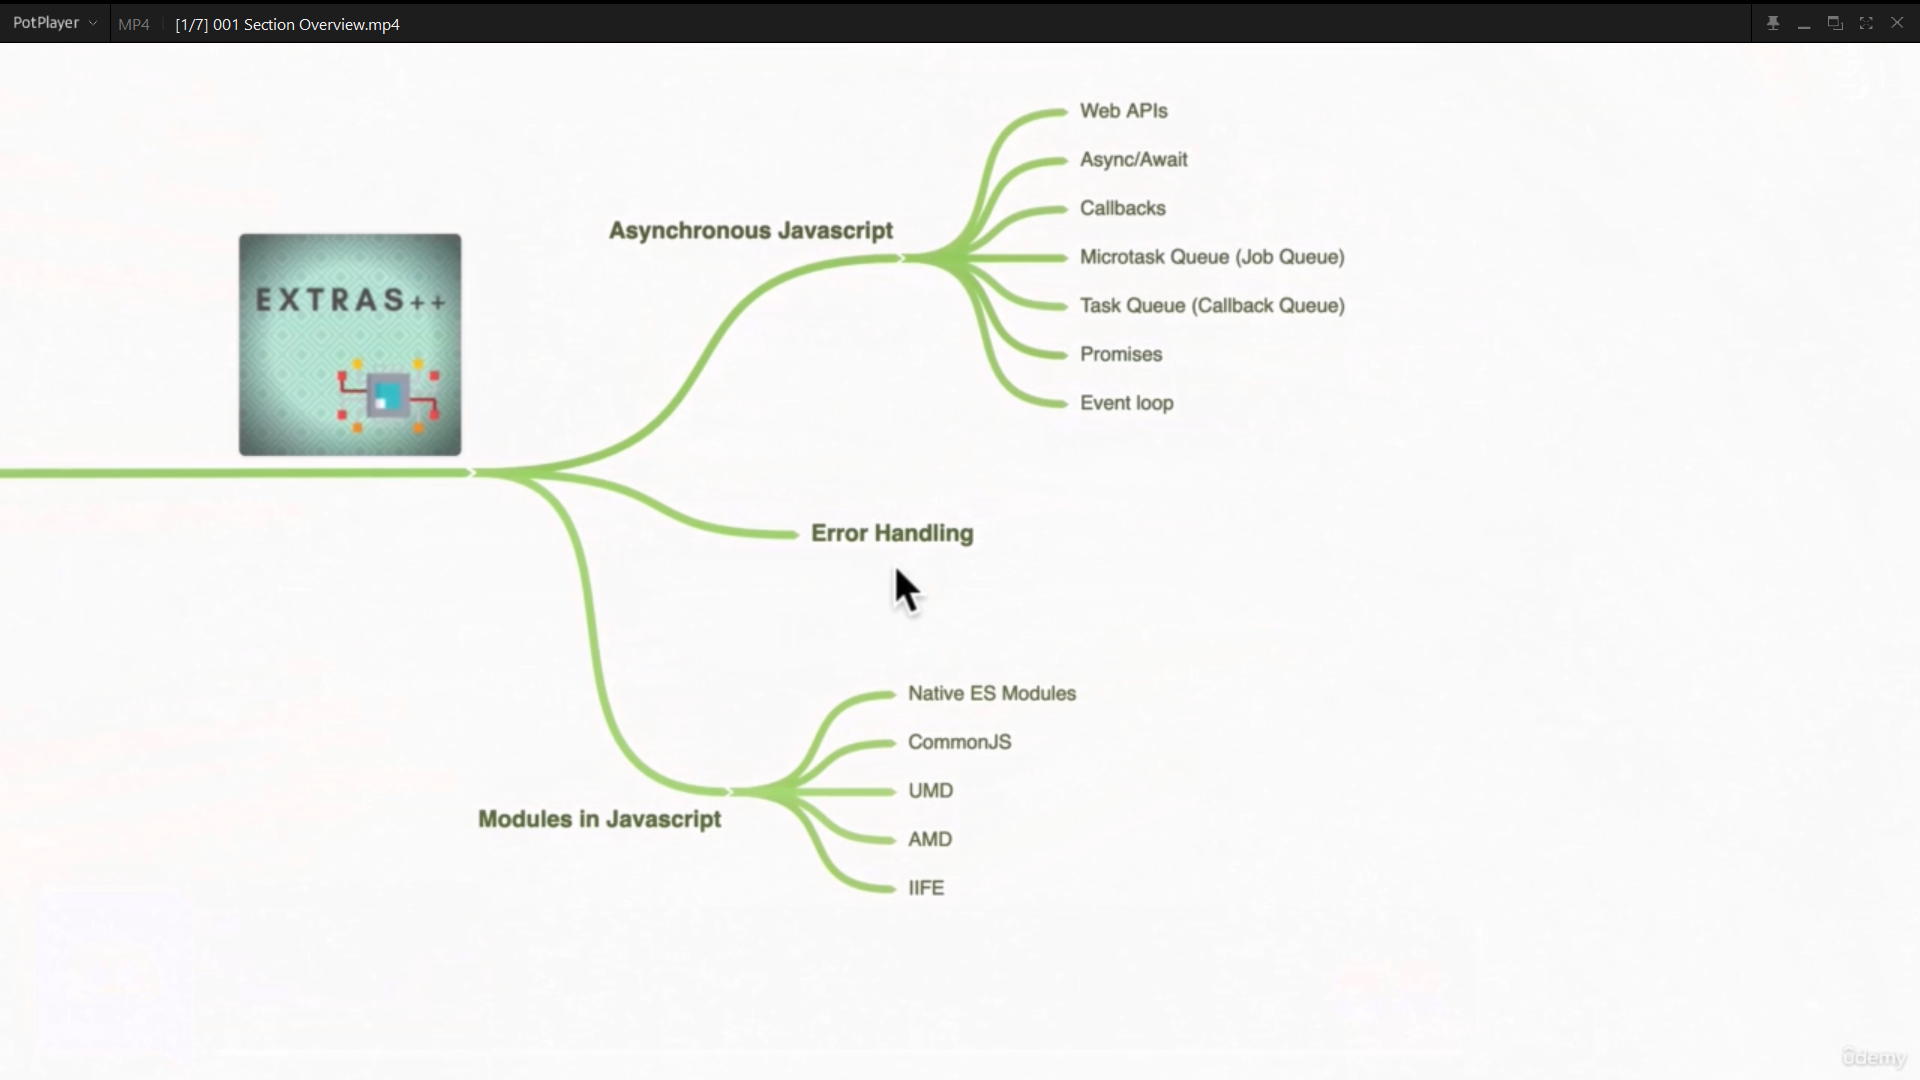 PotPlayer
MP4
[1/7] 001 Section Overview.mp4
Web APIs
Async/Await
Asynchronous Javascript
Callbacks
Microtask Queue (Job Queue)
Task Queue (Callback Queue)
Promises
Event loop
EXTRAS++
Error Handling
Native ES Modules
CommonJS
Modules in Javascript
UMD
AMD
IIFE
ûdemy